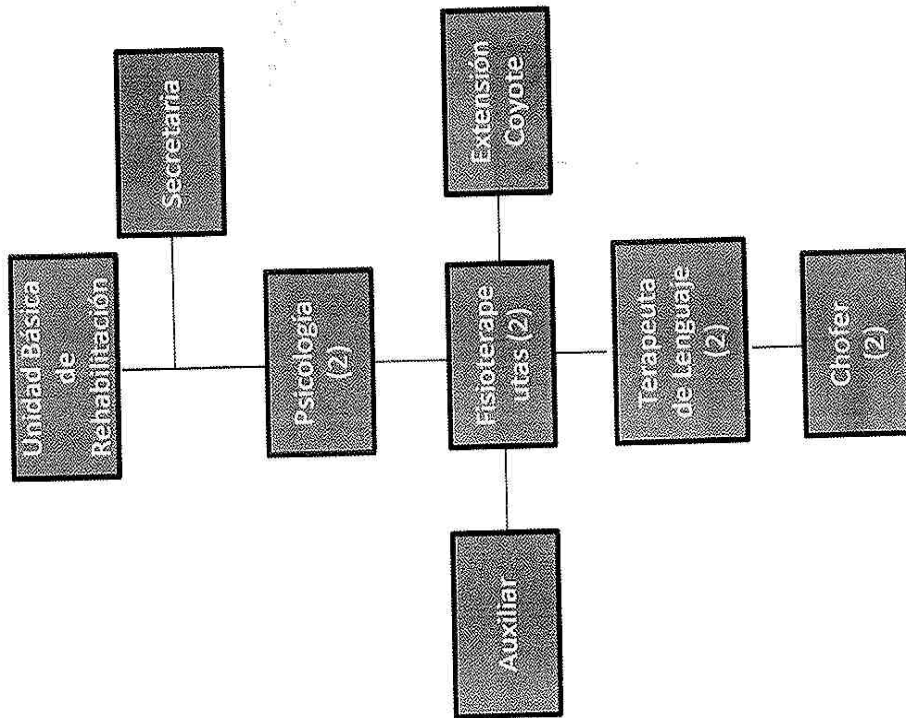 Unidad Básica
de
Rehabilitación
Secretaria
Psicología
(2)
Auxiliar
Fisioterape
utas (2)
Extensión
Coyote
Terapeuta
de Lenguaje
(2)
Chofer
(2)